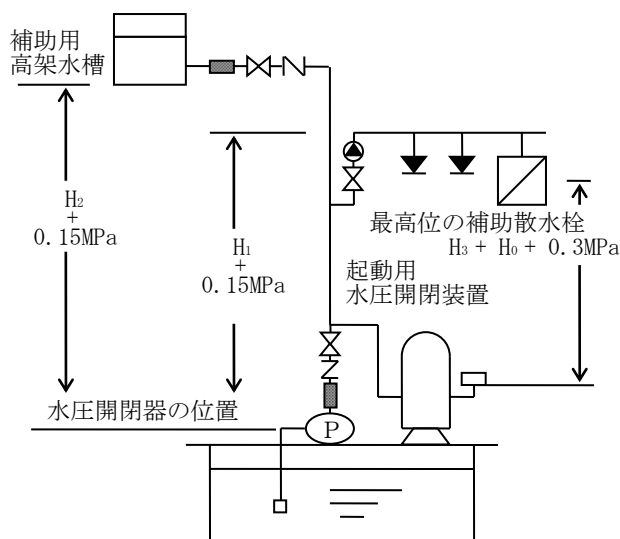 補助用
高架水槽
H₂
+
0.15MPa
H₁
+
0.15MPa
最高位の補助散水栓
H₃ + H₀ + 0.3MPa
起動用
水圧開閉装置
水圧開閉器の位置
P